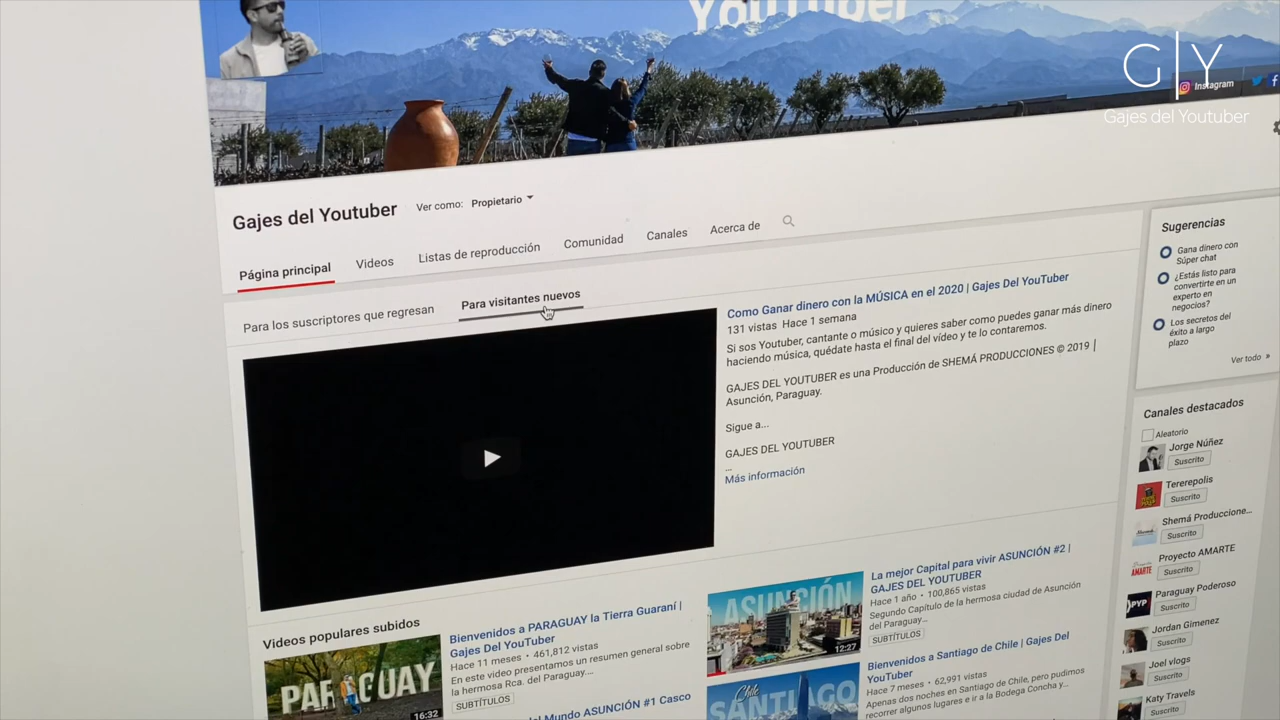 YouTuber
G|Y
Instagram
Gajes del Youtuber
Gajes del Youtuber
Ver como: Propietario
Página principal
Videos
Listas de reproducción
Comunidad
Canales
Acerca de
Para los suscriptores que regresan
Para visitantes nuevos
Como Ganar dinero con la MÚSICA en el 2020 | Gajes Del YouTuber
131 vistas Hace 1 semana
Si sos Youtuber, cantante o músico y quieres saber como puedes ganar más dinero
haciendo música, quédate hasta el final del vídeo y te lo contaremos.
GAJES DEL YOUTUBER es una Producción de SHEMÁ PRODUCCIONES © 2019 |
Asunción, Paraguay.
Sigue a...
GAJES DEL YOUTUBER
...
Más información
Sugerencias
Gana dinero con
Súper chat
¿Estás listo para
convertirte en un
experto en
negocios?
Los secretos del
éxito a largo
plazo
Ver todo »
Canales destacados
Aleatorio
Jorge Núñez
Suscrito
Tererepolis
Suscrito
Shemá Produccione...
Suscrito
Proyecto AMARTE
Suscrito
Paraguay Poderoso
Suscrito
Jordan Gimenez
Suscrito
Joel vlogs
Suscrito
Katy Travels
Suscrito
Videos populares subidos
PARAGUAY
16:32
Bienvenidos a PARAGUAY la Tierra Guaraní |
Gajes Del YouTuber
Hace 11 meses • 461,812 vistas
En este video presentamos un resumen general sobre
la hermosa Rca. del Paraguay...
SUBTÍTULOS
del Mundo ASUNCIÓN #1 Casco
ASUNCIÓN
12:27
La mejor Capital para vivir ASUNCIÓN #2 |
GAJES DEL YOUTUBER
Hace 1 año • 100,865 vistas
Segundo Capítulo de la hermosa ciudad de Asunción
del Paraguay...
SUBTÍTULOS
Chile
SANTIAGO
Bienvenidos a Santiago de Chile | Gajes Del
YouTuber
Hace 7 meses • 62,991 vistas
Apenas dos noches en Santiago de Chile, pero pudimos
recorrer algunos lugares e ir a la Bodega Concha y...